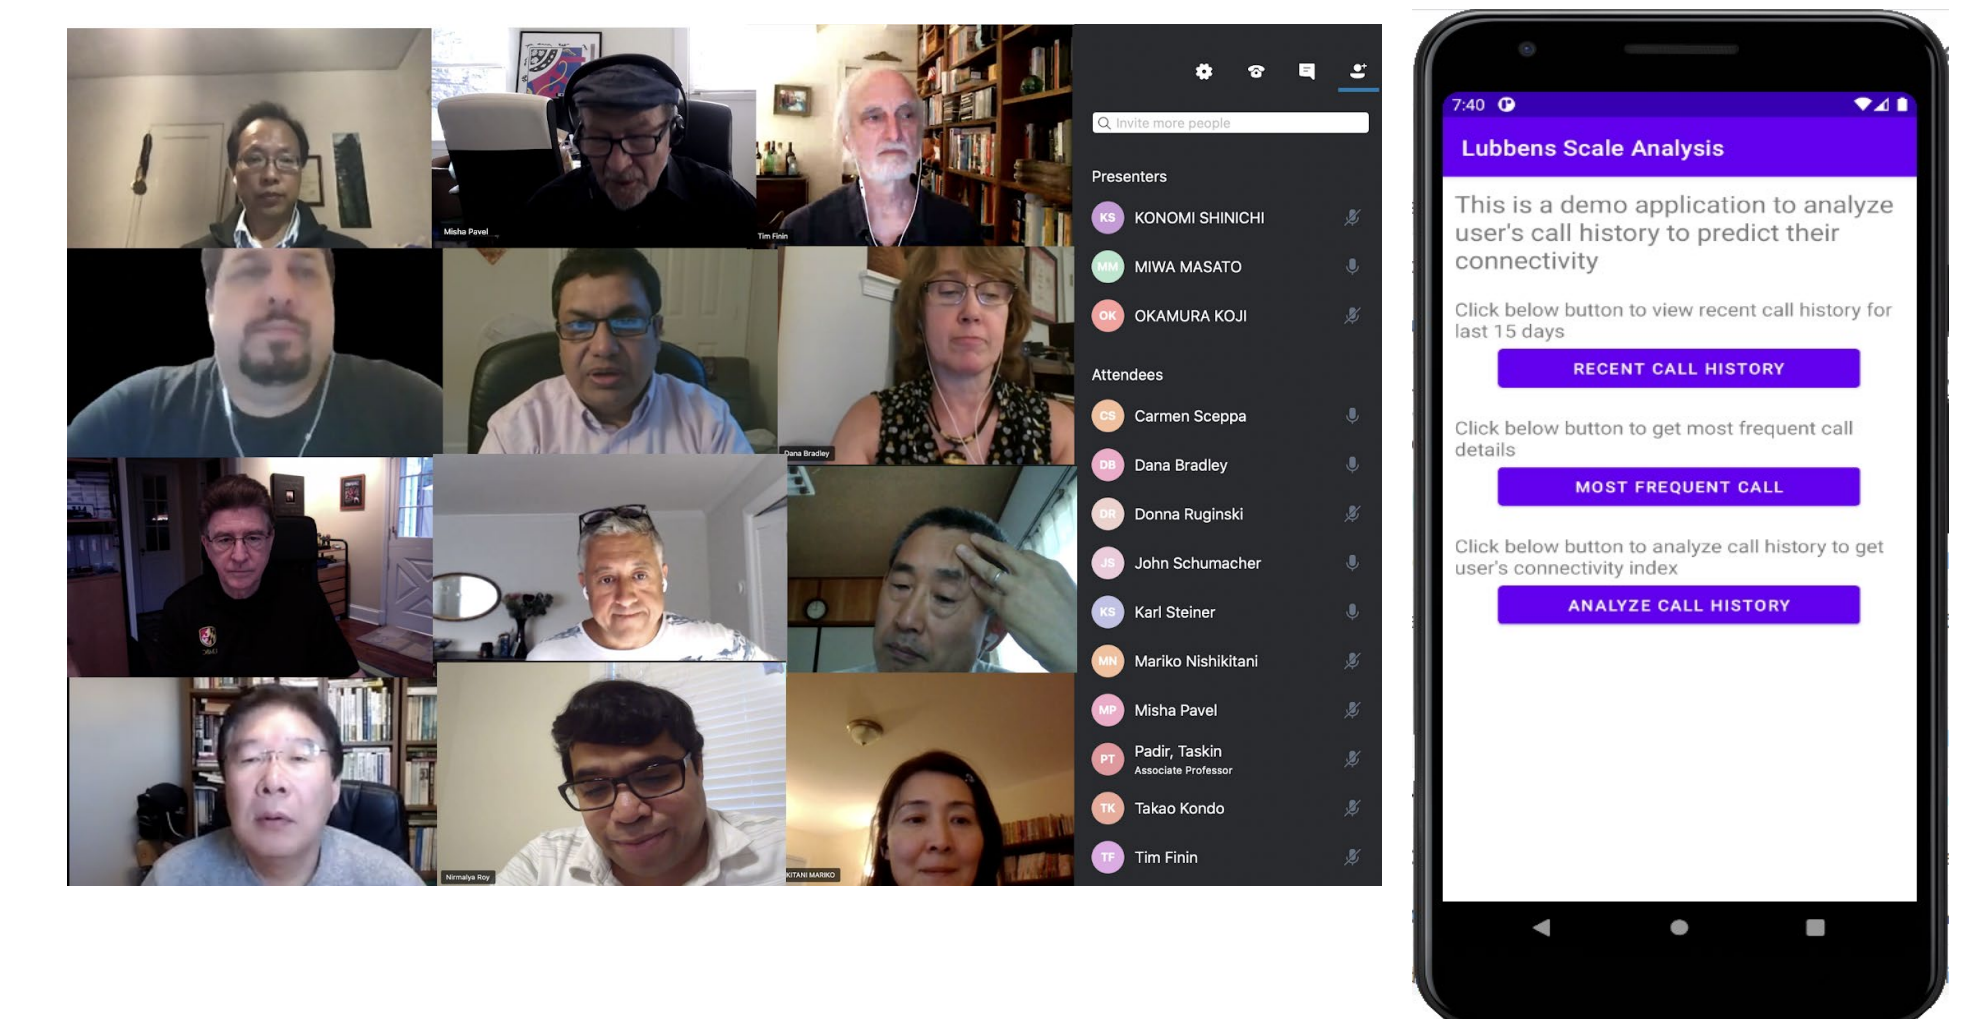 Misha Pavel
Tim Finin
Dana Bradley
Nirmalya Roy
KITANI MARIKO
Invite more people
Presenters
KS KONOMI SHINICHI
MM MIWA MASATO
OK OKAMURA KOJI
Attendees
CS Carmen Sceppa
DB Dana Bradley
DR Donna Ruginski
JS John Schumacher
KS Karl Steiner
MN Mariko Nishikitani
MP Misha Pavel
PT Padir, Taskin
Associate Professor
TK Takao Kondo
TF Tim Finin
7:40
Lubbens Scale Analysis
This is a demo application to analyze
user's call history to predict their
connectivity
Click below button to view recent call history for
last 15 days
RECENT CALL HISTORY
Click below button to get most frequent call
details
MOST FREQUENT CALL
Click below button to analyze call history to get
user's connectivity index
ANALYZE CALL HISTORY